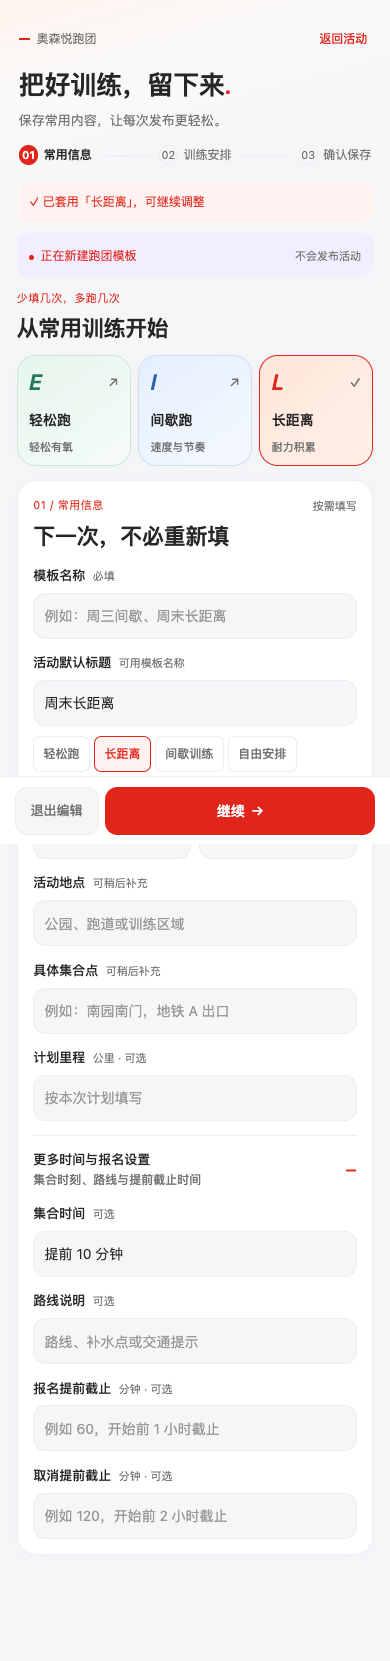 奥森悦跑团
返回活动
把好训练，留下来.
保存常用内容，让每次发布更轻松。
01 常用信息
02 训练安排
03 确认保存
✓ 已套用「长距离」，可继续调整
正在新建跑团模板
不会发布活动
少填几次，多跑几次
从常用训练开始
E ↗
轻松跑
轻松有氧
I ↗
间歇跑
速度与节奏
L ✓
长距离
耐力积累
01 / 常用信息
按需填写
下一次，不必重新填
模板名称 必填
例如：周三间歇、周末长距离
活动默认标题 可用模板名称
周末长距离
轻松跑
长距离
间歇训练
自由安排
退出编辑
继续 →
活动地点 可稍后补充
公园、跑道或训练区域
具体集合点 可稍后补充
例如：南园南门，地铁 A 出口
计划里程 公里 · 可选
按本次计划填写
更多时间与报名设置
集合时刻、路线与提前截止时间
集合时间 可选
提前 10 分钟
路线说明 可选
路线、补水点或交通提示
报名提前截止 分钟 · 可选
例如 60，开始前 1 小时截止
取消提前截止 分钟 · 可选
例如 120，开始前 2 小时截止